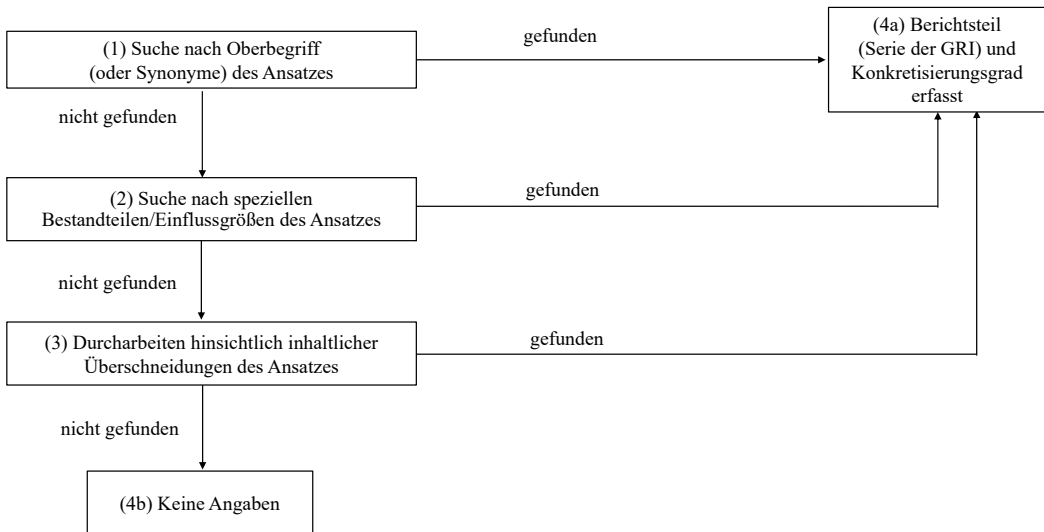 (1) Suche nach Oberbegriff
(oder Synonyme) des Ansatzes
gefunden
(4a) Berichtsteil
(Serie der GRI) und
Konkretisierungsgrad
erfasst
nicht gefunden
(2) Suche nach speziellen
Bestandteilen/Einflussgrößen des Ansatzes
gefunden
nicht gefunden
(3) Durcharbeiten hinsichtlich inhaltlicher
Überschneidungen des Ansatzes
gefunden
nicht gefunden
(4b) Keine Angaben